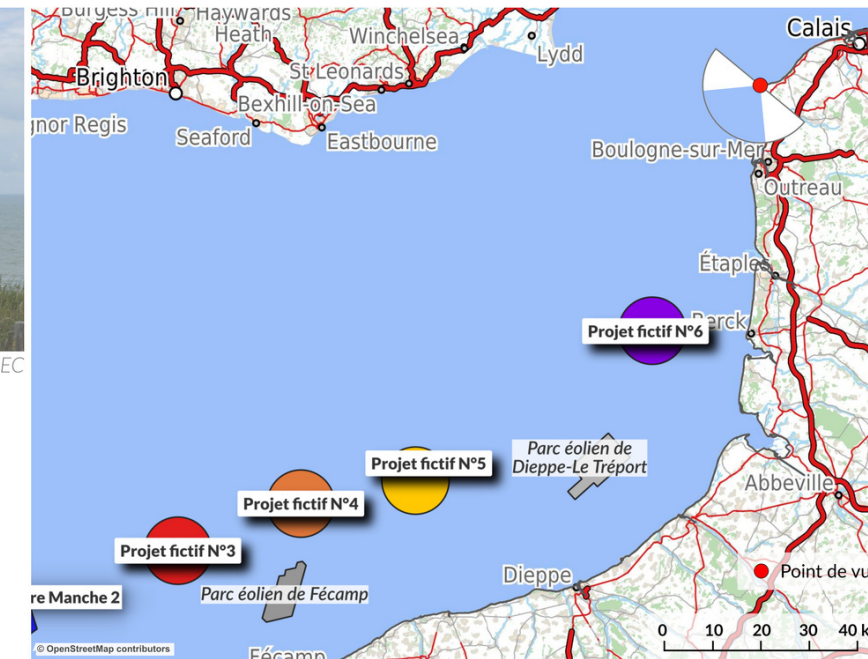 Burgess Hill
Haywards
Heath
Winchelsea
Lydd
Calais
St Leonards
Brighton
Bexhill-on-Sea
gnor Regis
Seaford
Eastbourne
Boulogne-sur-Mer
Outreau
Étaples
Projet fictif N°6
Berck
EC
Parc éolien de
Dieppe-Le Tréport
Projet fictif N°5
Abbeville
Projet fictif N°4
Projet fictif N°3
Parc éolien de Fécamp
Dieppe
Point de vu
re Manche 2
0 10 20 30 40 k
© OpenStreetMap contributors
Fécamp